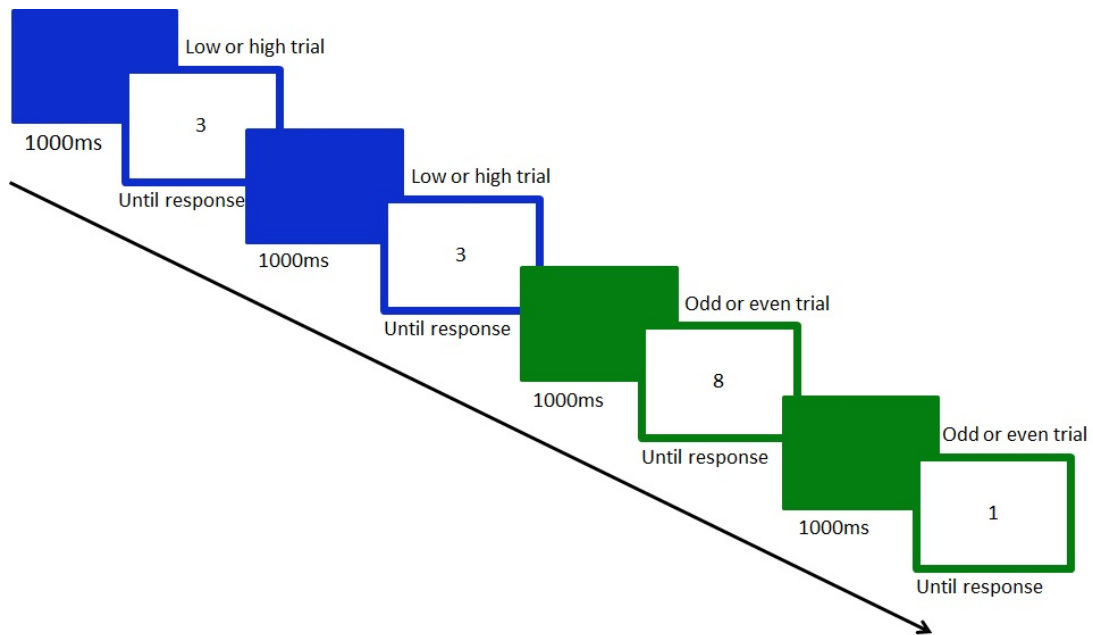 Low or high trial
3
1000ms
Until response
Low or high trial
3
1000ms
Until response
Odd or even trial
8
1000ms
Until response
Odd or even trial
1
1000ms
Until response